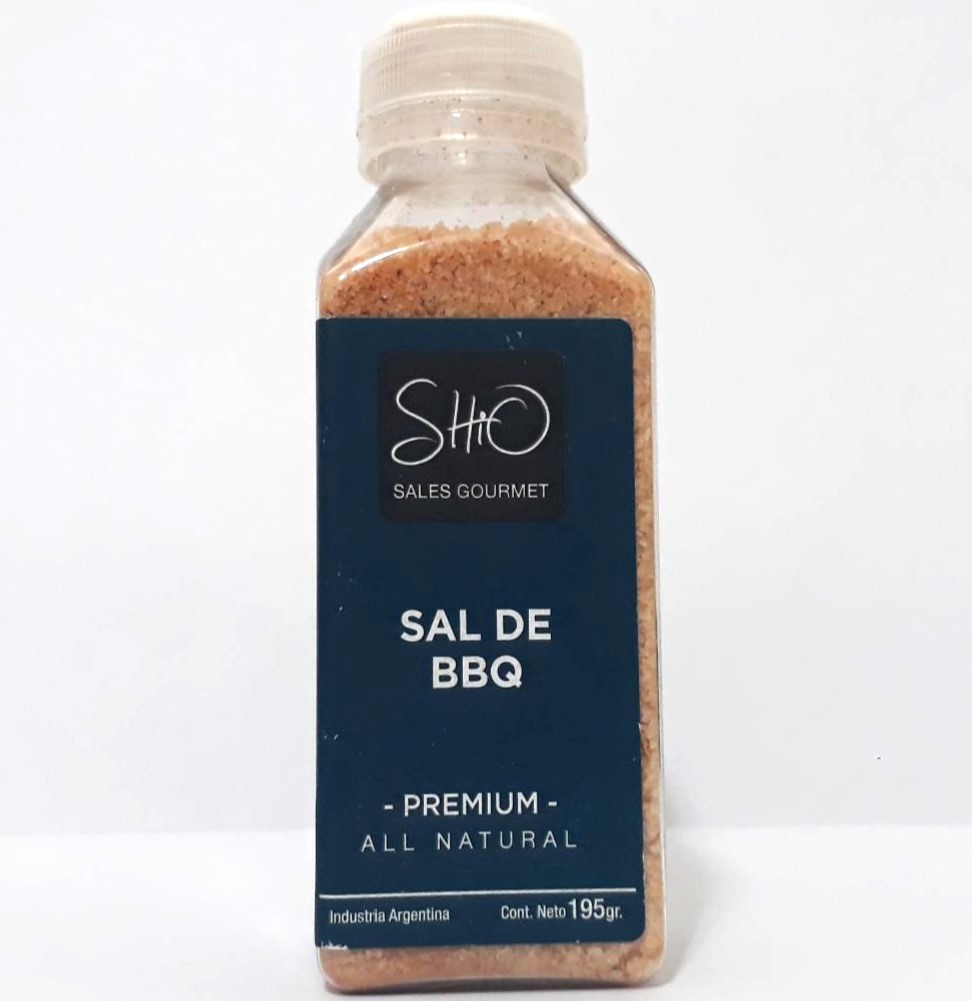 SHiO
SALES GOURMET
SAL DE
BBQ
- PREMIUM -
ALL NATURAL
Industria Argentina Cont. Neto 195gr.